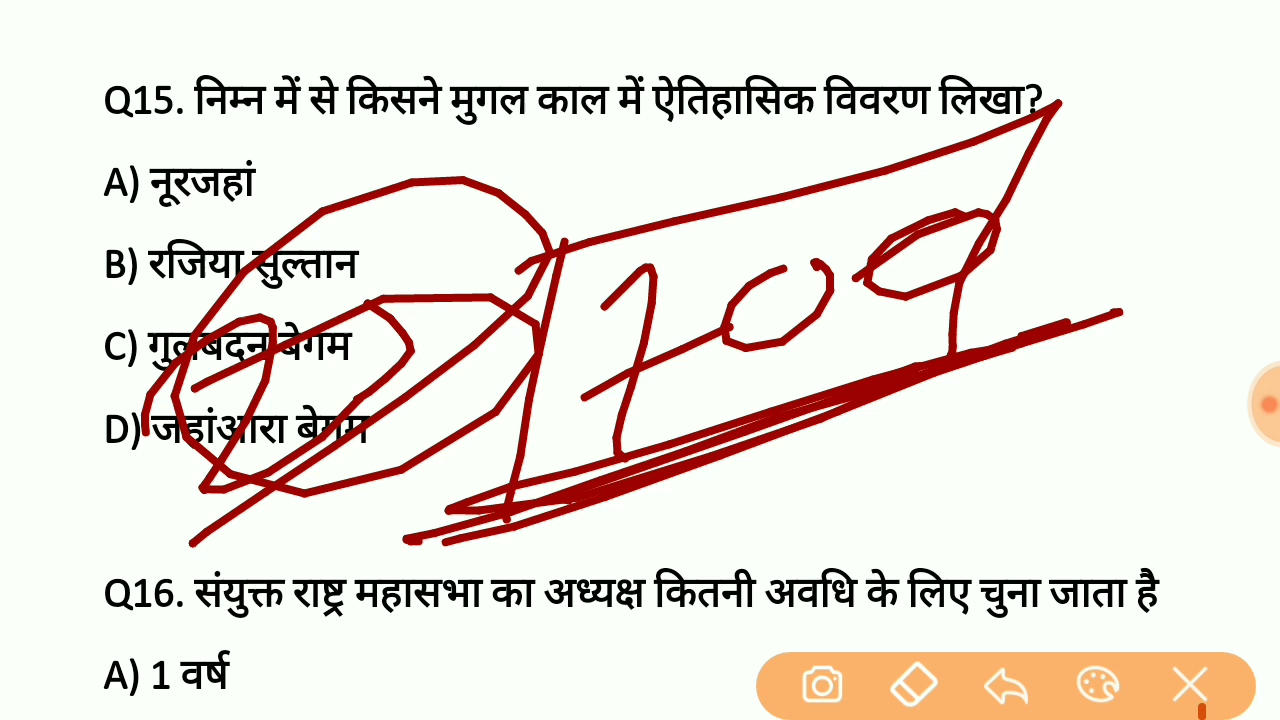 Q15. निम्न में से किसने मुगल काल में ऐतिहासिक विवरण लिखा?
A) नूरजहां
B) रजिया सुल्तान
C) गुलबदन बेगम
D) जहांआरा बेगम
Q16. संयुक्त राष्ट्र महासभा का अध्यक्ष कितनी अवधि के लिए चुना जाता है
A) 1 वर्ष